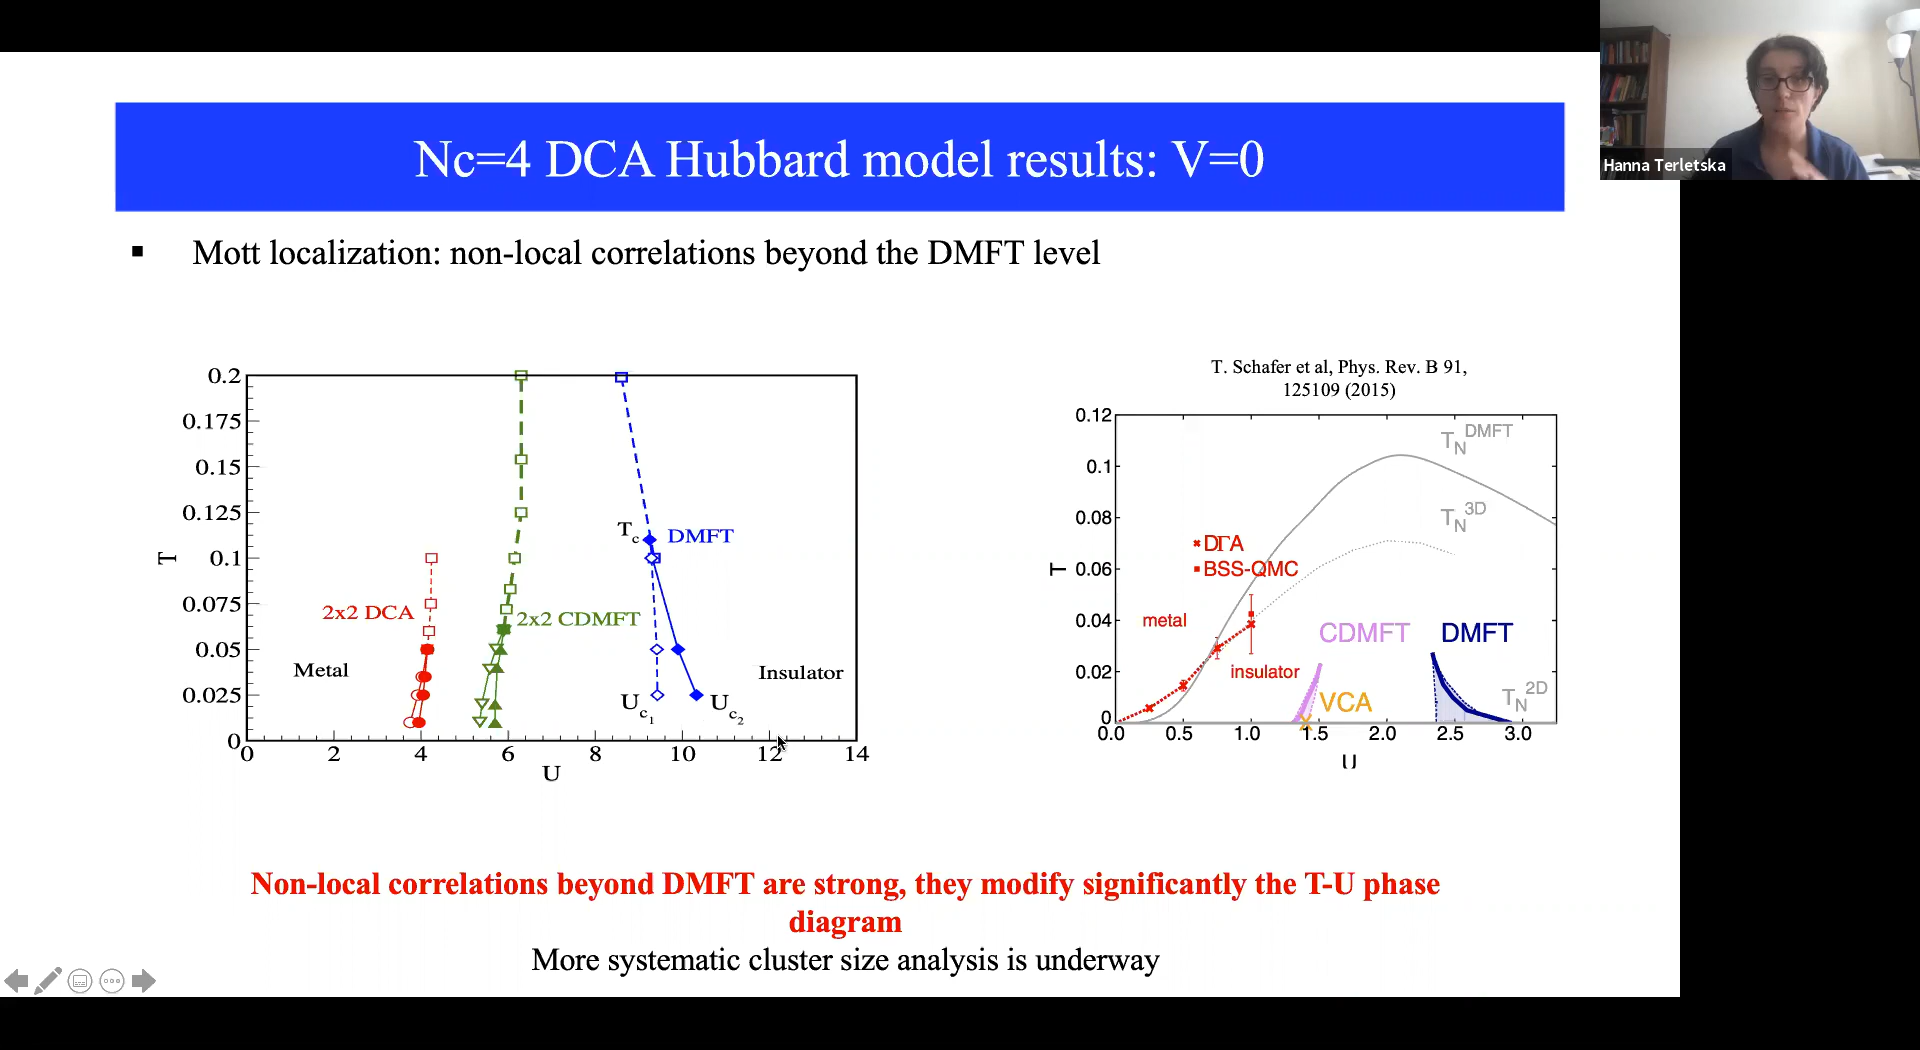 Hanna Terletska
Nc=4 DCA Hubbard model results: V=0
▪ Mott localization: non-local correlations beyond the DMFT level
0.2
0.175
0.15
0.125
0.1
0.075
0.05
0.025
0
T
0 2 4 6 8 10 12 14
U
2x2 DCA
Metal
2x2 CDMFT
Tc
DMFT
Uc1
Uc2
Insulator
T. Schafer et al, Phys. Rev. B 91,
125109 (2015)
0.12
0.1
0.08
0.06
0.04
0.02
0
T
0.0 0.5 1.0 1.5 2.0 2.5 3.0
U
TN DMFT
TN 3D
DΓA
BSS-QMC
metal
insulator
CDMFT
DMFT
VCA
TN 2D
Non-local correlations beyond DMFT are strong, they modify significantly the T-U phase
diagram
More systematic cluster size analysis is underway